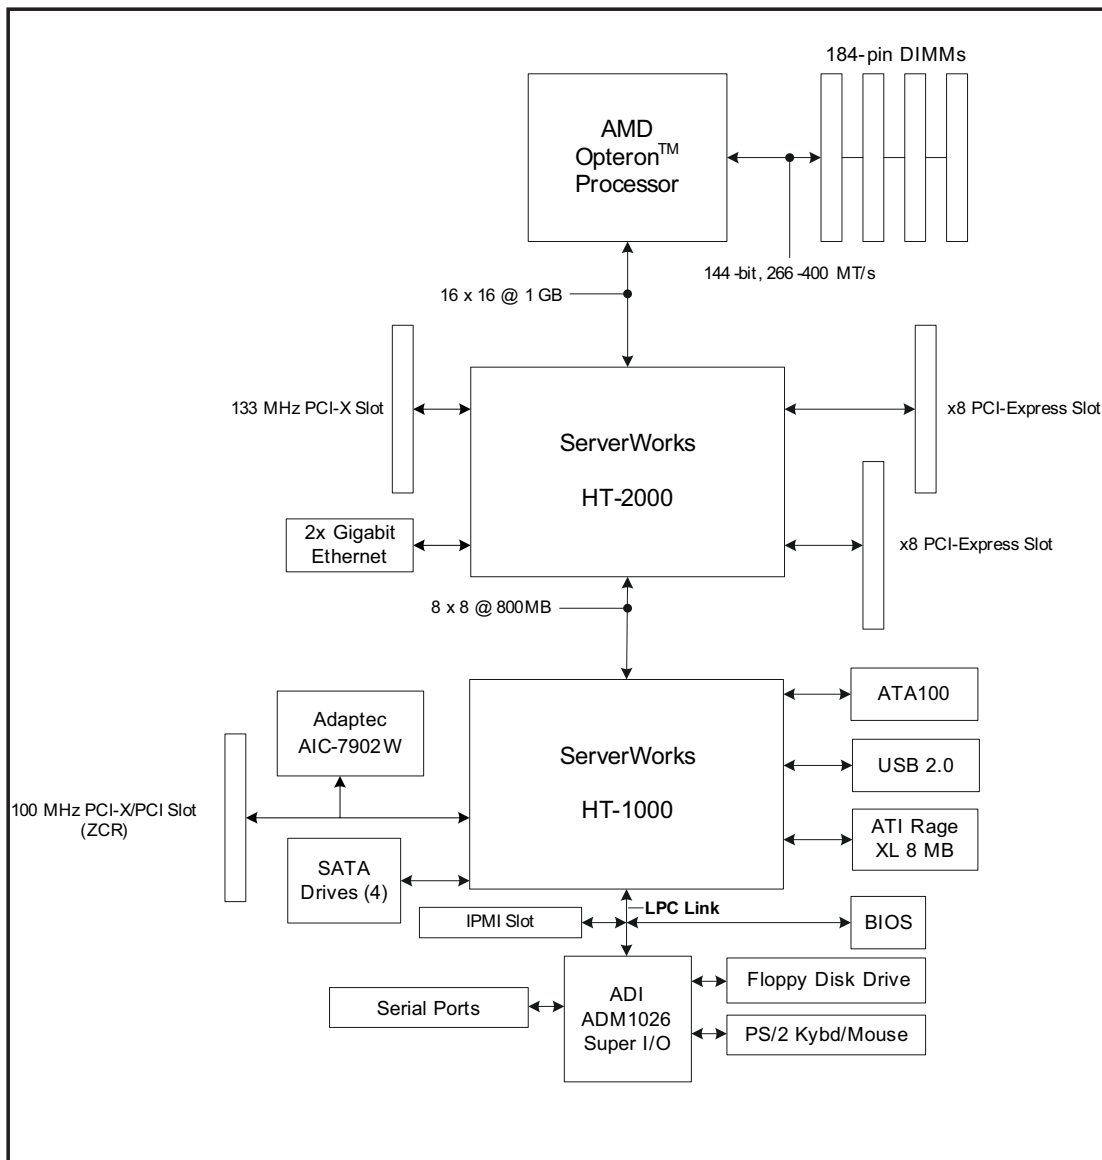 184-pin DIMMs
AMD
Opteron™
Processor
144-bit, 266-400 MT/s
16 x 16 @ 1 GB
133 MHz PCI-X Slot
x8 PCI-Express Slot
ServerWorks
HT-2000
2x Gigabit
Ethernet
x8 PCI-Express Slot
8 x 8 @ 800MB
ATA100
Adaptec
AIC-7902W
ServerWorks
HT-1000
USB 2.0
100 MHz PCI-X/PCI Slot
(ZCR)
ATI Rage
XL 8 MB
SATA
Drives (4)
LPC Link
IPMI Slot
BIOS
ADI
ADM1026
Super I/O
Floppy Disk Drive
Serial Ports
PS/2 Kybd/Mouse